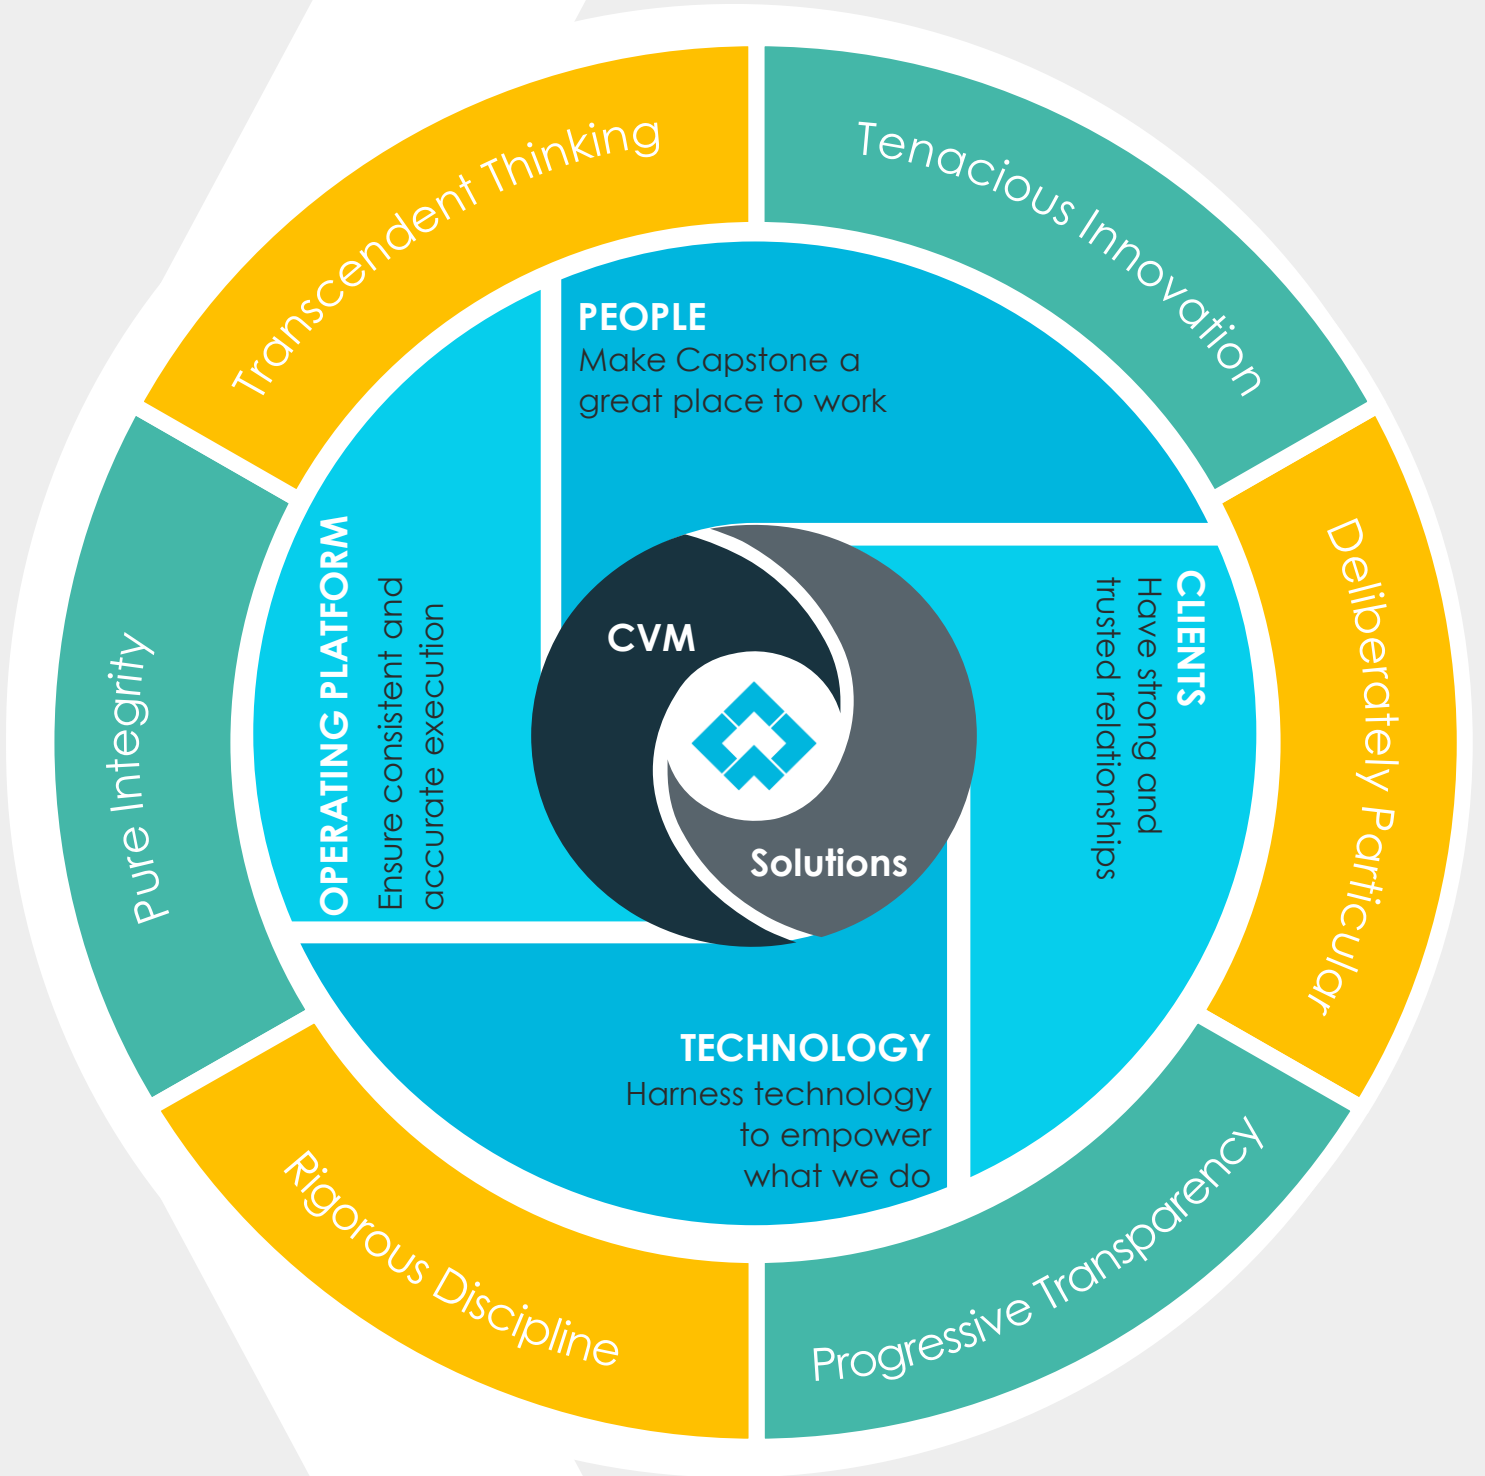 Transcendent Thinking
Tenacious Innovation
Deliberately Particular
Progressive Transparency
Rigorous Discipline
Pure Integrity
PEOPLE
Make Capstone a
great place to work
CLIENTS
Have strong and
trusted relationships
TECHNOLOGY
Harness technology
to empower
what we do
OPERATING PLATFORM
Ensure consistent and
accurate execution
CVM
Solutions